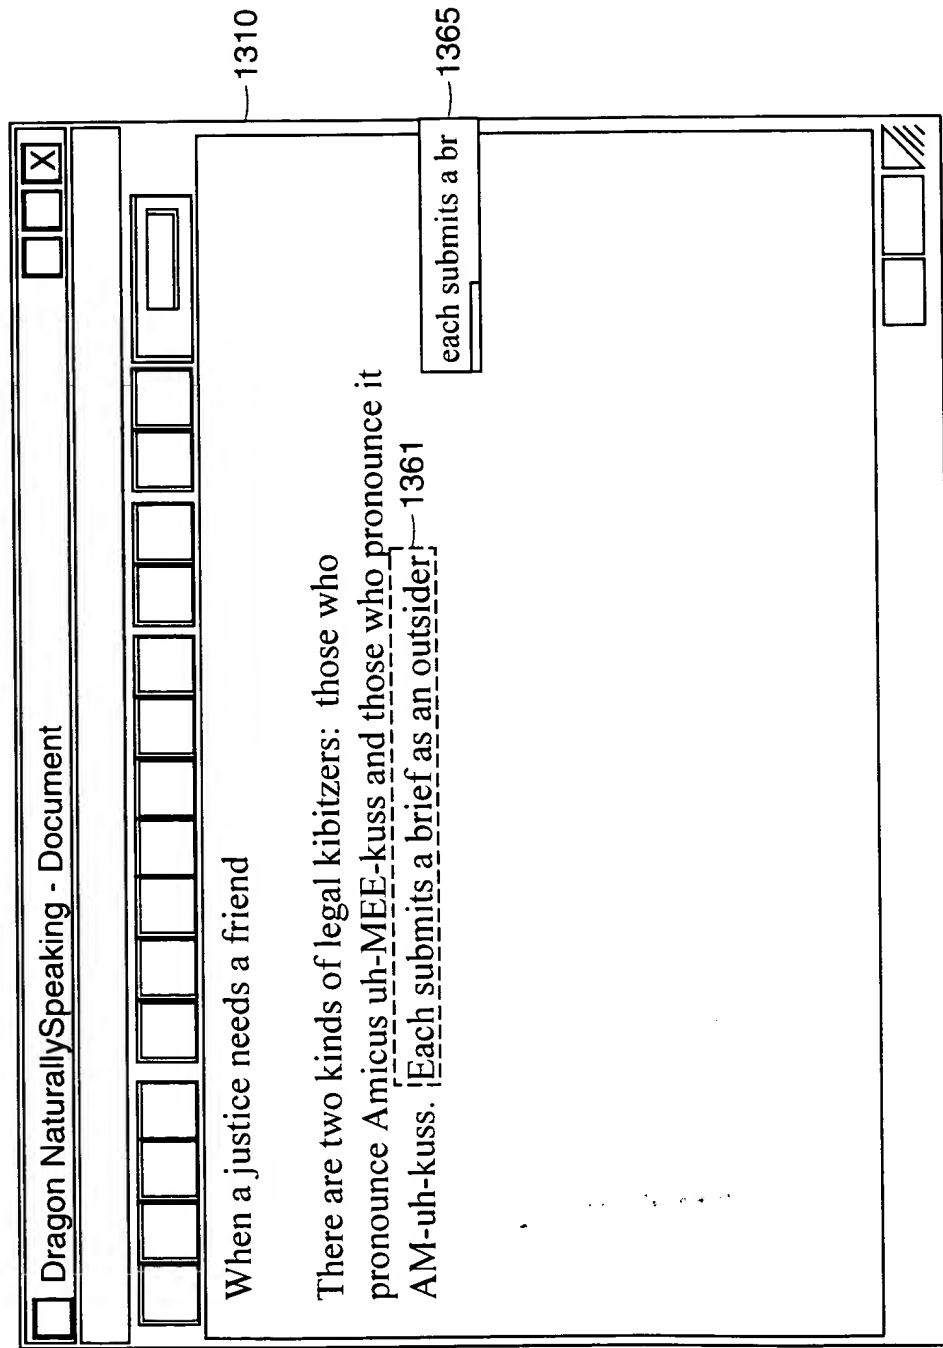 Dragon NaturallySpeaking - Document
X
1310
When a justice needs a friend
There are two kinds of legal kibitzers: those who
pronounce Amicus uh-MEE-kuss and those who pronounce it
AM-uh-kuss. Each submits a brief as an outsider
1361
each submits a br
1365